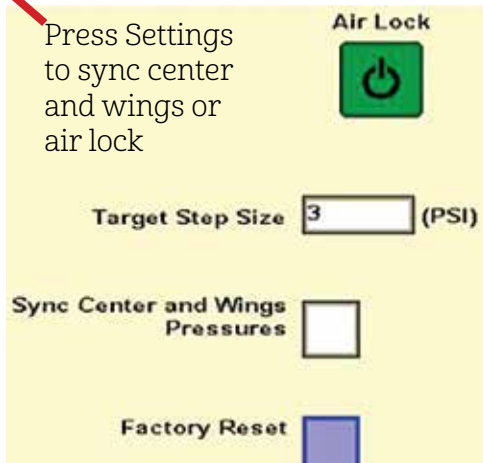 Press Settings
to sync center
and wings or
air lock
Air Lock
Target Step Size 3 (PSI)
Sync Center and Wings
Pressures
Factory Reset